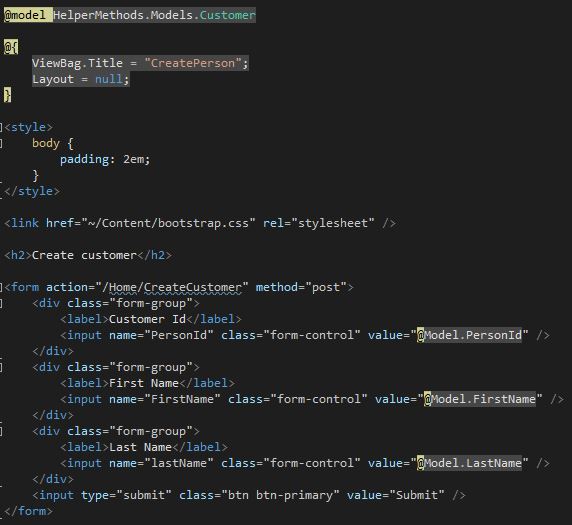 @model HelperMethods.Models.Customer
@{
ViewBag.Title = "CreatePerson";
Layout = null;
}
<style>
body {
padding: 2em;
}
</style>
<link href="~/Content/bootstrap.css" rel="stylesheet" />
<h2>Create customer</h2>
<form action="/Home/CreateCustomer" method="post">
<div class="form-group">
<label>Customer Id</label>
<input name="PersonId" class="form-control" value="@Model.PersonId" />
</div>
<div class="form-group">
<label>First Name</label>
<input name="FirstName" class="form-control" value="@Model.FirstName" />
</div>
<div class="form-group">
<label>Last Name</label>
<input name="lastName" class="form-control" value="@Model.LastName" />
</div>
<input type="submit" class="btn btn-primary" value="Submit" />
</form>